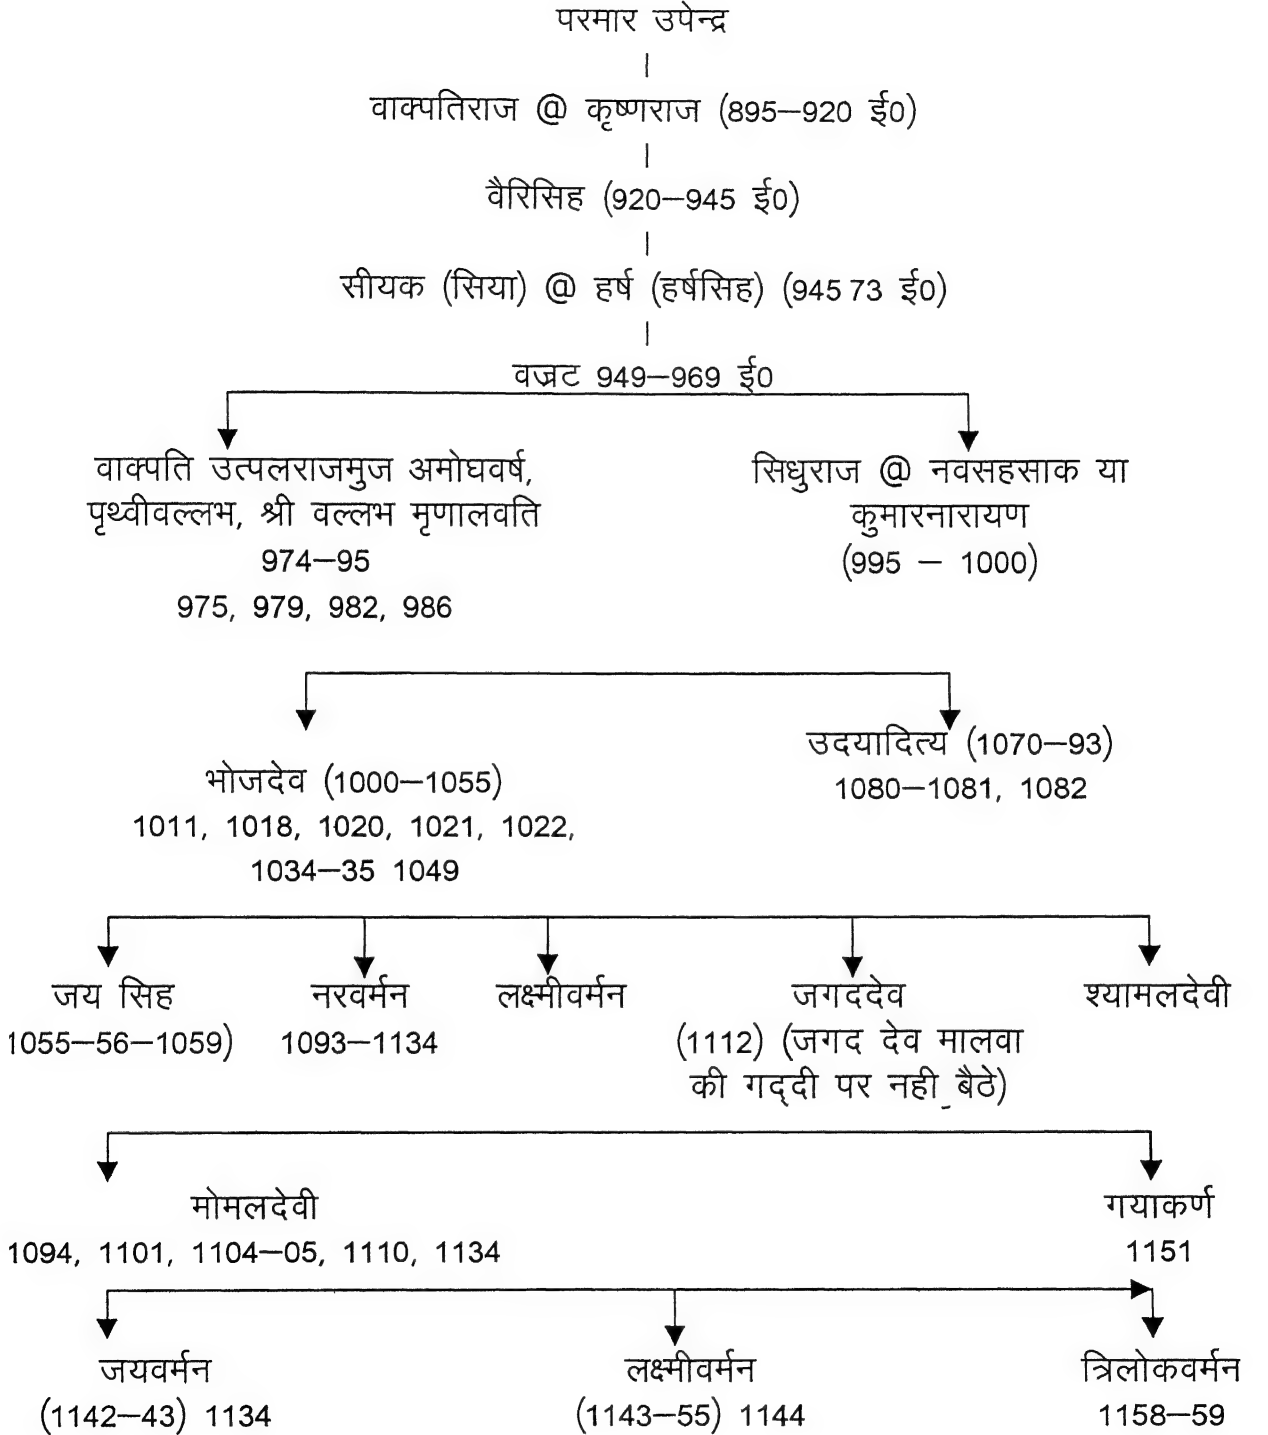 परमार उपेन्द्र
वाक्पतिराज @ कृष्णराज (895–920 ई0)
वैरिसिह (920–945 ई0)
सीयक (सिया) @ हर्ष (हर्षसिह) (945 73 ई0)
वज्रट 949–969 ई0
वाक्पति उत्पलराजमुज अमोघवर्ष,
पृथ्वीवल्लभ, श्री वल्लभ मृणालवति
974–95
975, 979, 982, 986
सिधुराज @ नवसहसाक या
कुमारनारायण
(995 – 1000)
भोजदेव (1000–1055)
1011, 1018, 1020, 1021, 1022,
1034–35 1049
उदयादित्य (1070–93)
1080–1081, 1082
जय सिह
1055–56–1059)
नरवर्मन
1093–1134
लक्ष्मीवर्मन
जगददेव
(1112) (जगद देव मालवा
की गद्दी पर नही बैठे)
श्यामलदेवी
मोमलदेवी
1094, 1101, 1104–05, 1110, 1134
गयाकर्ण
1151
जयवर्मन
(1142–43) 1134
लक्ष्मीवर्मन
(1143–55) 1144
त्रिलोकवर्मन
1158–59